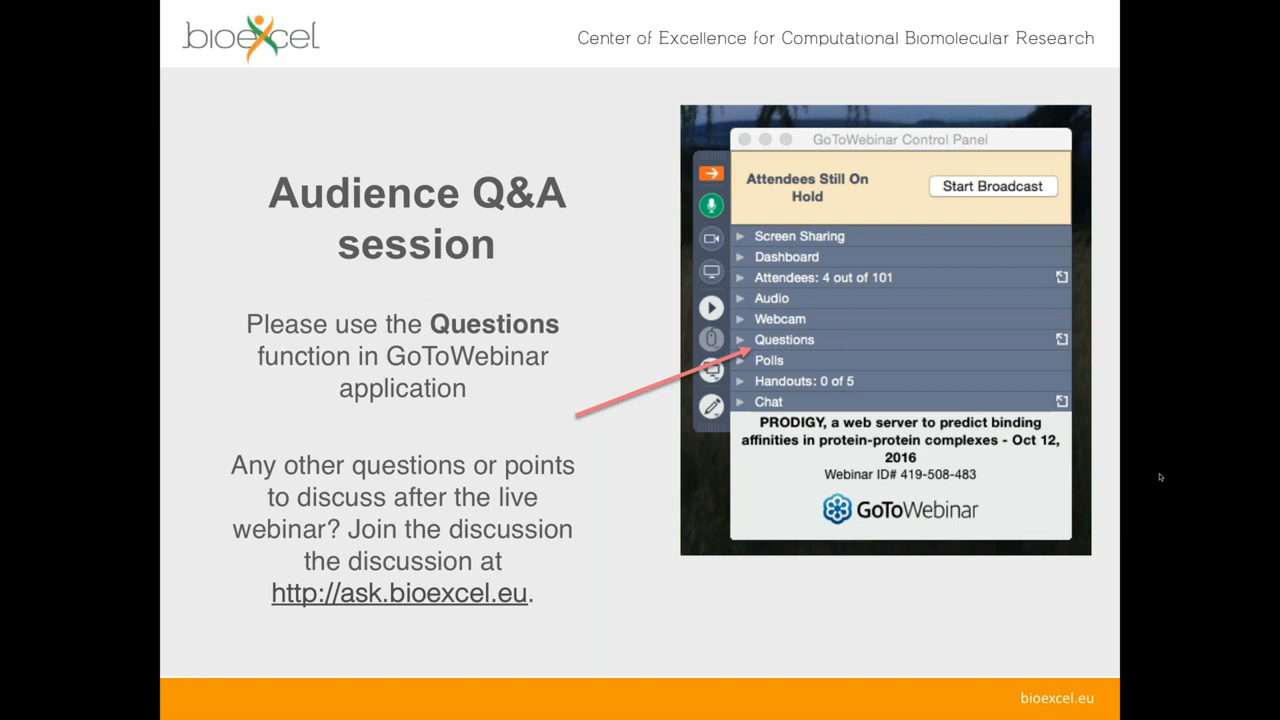 bioexcel
Center of Excellence for Computational Biomolecular Research
Audience Q&A
session
Please use the Questions
function in GoToWebinar
application
Any other questions or points
to discuss after the live
webinar? Join the discussion
the discussion at
http://ask.bioexcel.eu.
GoToWebinar Control Panel
Attendees Still On
Hold
Start Broadcast
Screen Sharing
Dashboard
Attendees: 4 out of 101
Audio
Webcam
Questions
Polls
Handouts: 0 of 5
Chat
PRODIGY, a web server to predict binding
affinities in protein-protein complexes - Oct 12,
2016
Webinar ID# 419-508-483
GoToWebinar
bioexcel.eu